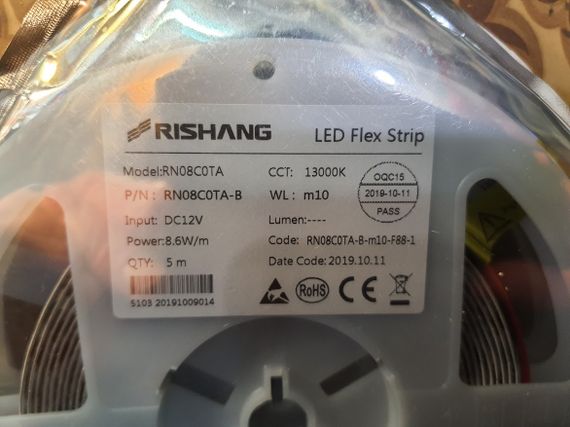 RISHANG
LED Flex Strip
Model:RN08C0TA
CCT: 13000K
P/N: RN08C0TA-B
WL: m10
Input: DC12V
Lumen:----
Power:8.6W/m
Code: RN08C0TA-B-m10-F88-1
QTY: 5 m
Date Code:2019.10.11
OQC15
2019-10-11
PASS
5103 20191009014
RoHS
CE